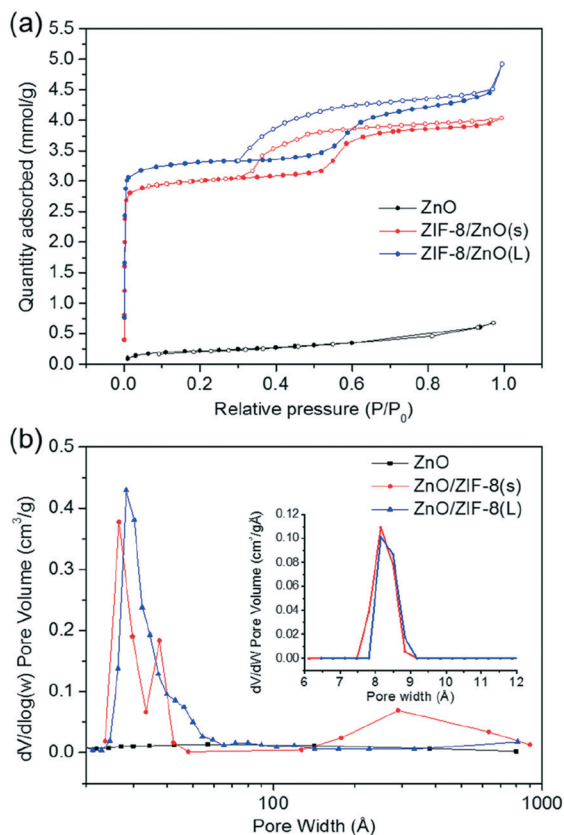 (a)
5.5
5.0
4.5
4.0
3.5
3.0
2.5
2.0
1.5
1.0
0.5
0.0
Quantity adsorbed (mmol/g)
ZnO
ZIF-8/ZnO(s)
ZIF-8/ZnO(L)
0.0 0.2 0.4 0.6 0.8 1.0
Relative pressure (P/P0)
(b)
0.5
0.4
0.3
0.2
0.1
0.0
dV/dlog(w) Pore Volume (cm³/g)
ZnO
ZnO/ZIF-8(s)
ZnO/ZIF-8(L)
0.12
0.10
0.08
0.06
0.04
0.02
0.00
dV/dW Pore Volume (cm³/gÅ)
6 7 8 9 10 11 12
Pore width (Å)
100 1000
Pore Width (Å)